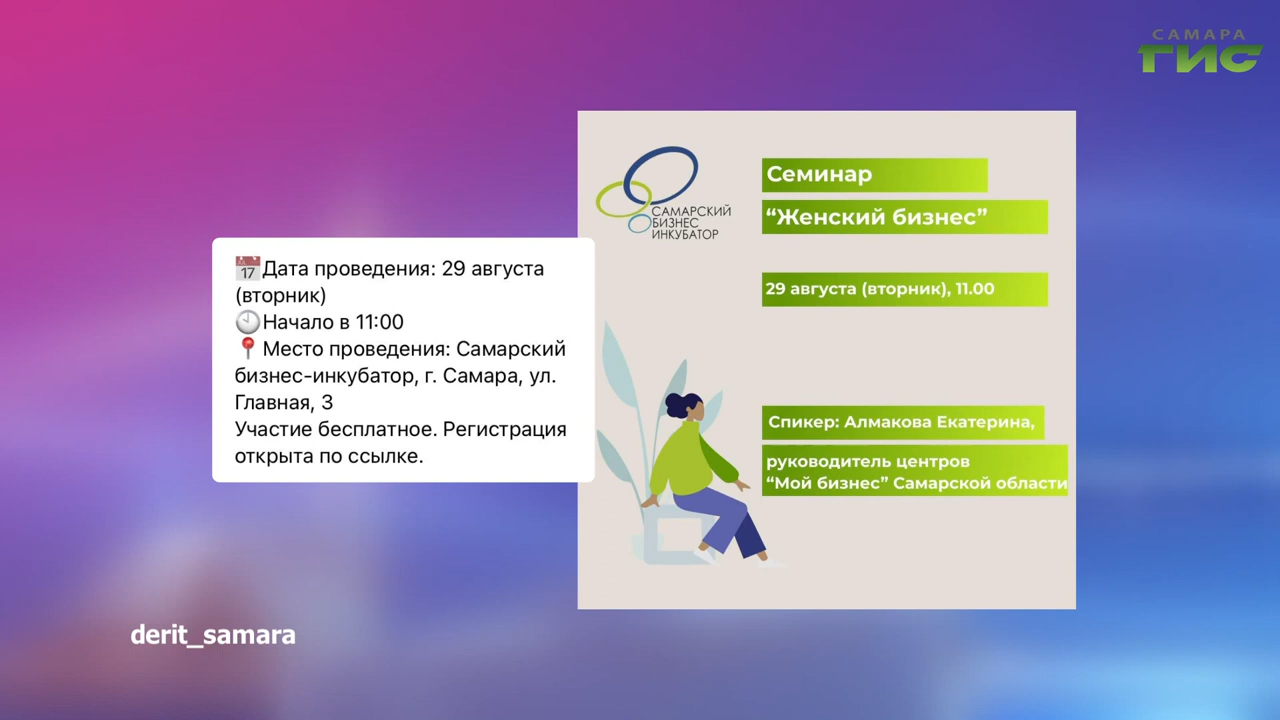 САМАРА
ГИС
САМАРСКИЙ
БИЗНЕС
ИНКУБАТОР
Семинар
“Женский бизнес”
29 августа (вторник), 11.00
📅Дата проведения: 29 августа
(вторник)
🕙Начало в 11:00
📍Место проведения: Самарский
бизнес-инкубатор, г. Самара, ул.
Главная, 3
Участие бесплатное. Регистрация
открыта по ссылке.
Спикер: Алмакова Екатерина,
руководитель центров
“Мой бизнес” Самарской области
derit_samara